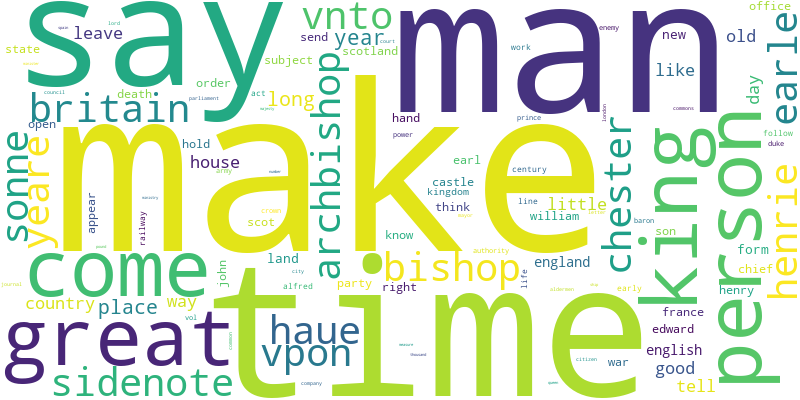 say
man
vnto
year
leave
send
scotland
state
subject
office
new
old
enemy
work
lord
court
earle
britain
order
death
act
parliament
council
long
like
day
make
king
person
open
sonne
yeare
hold
house
archbishop
hand
power
prince
london
commons
chester
follow
duke
henrie
appear
railway
army
scot
earl
castle
kingdom
think
century
line
little
william
son
baron
know
form
chief
come
john
land
city
alfred
authority
party
bishop
right
life
england
henry
early
country
place
way
vol
journal
great
sidenote
haue
vpon
time
company
thousand
citizen
war
alderman
france
edward
english
good
tell